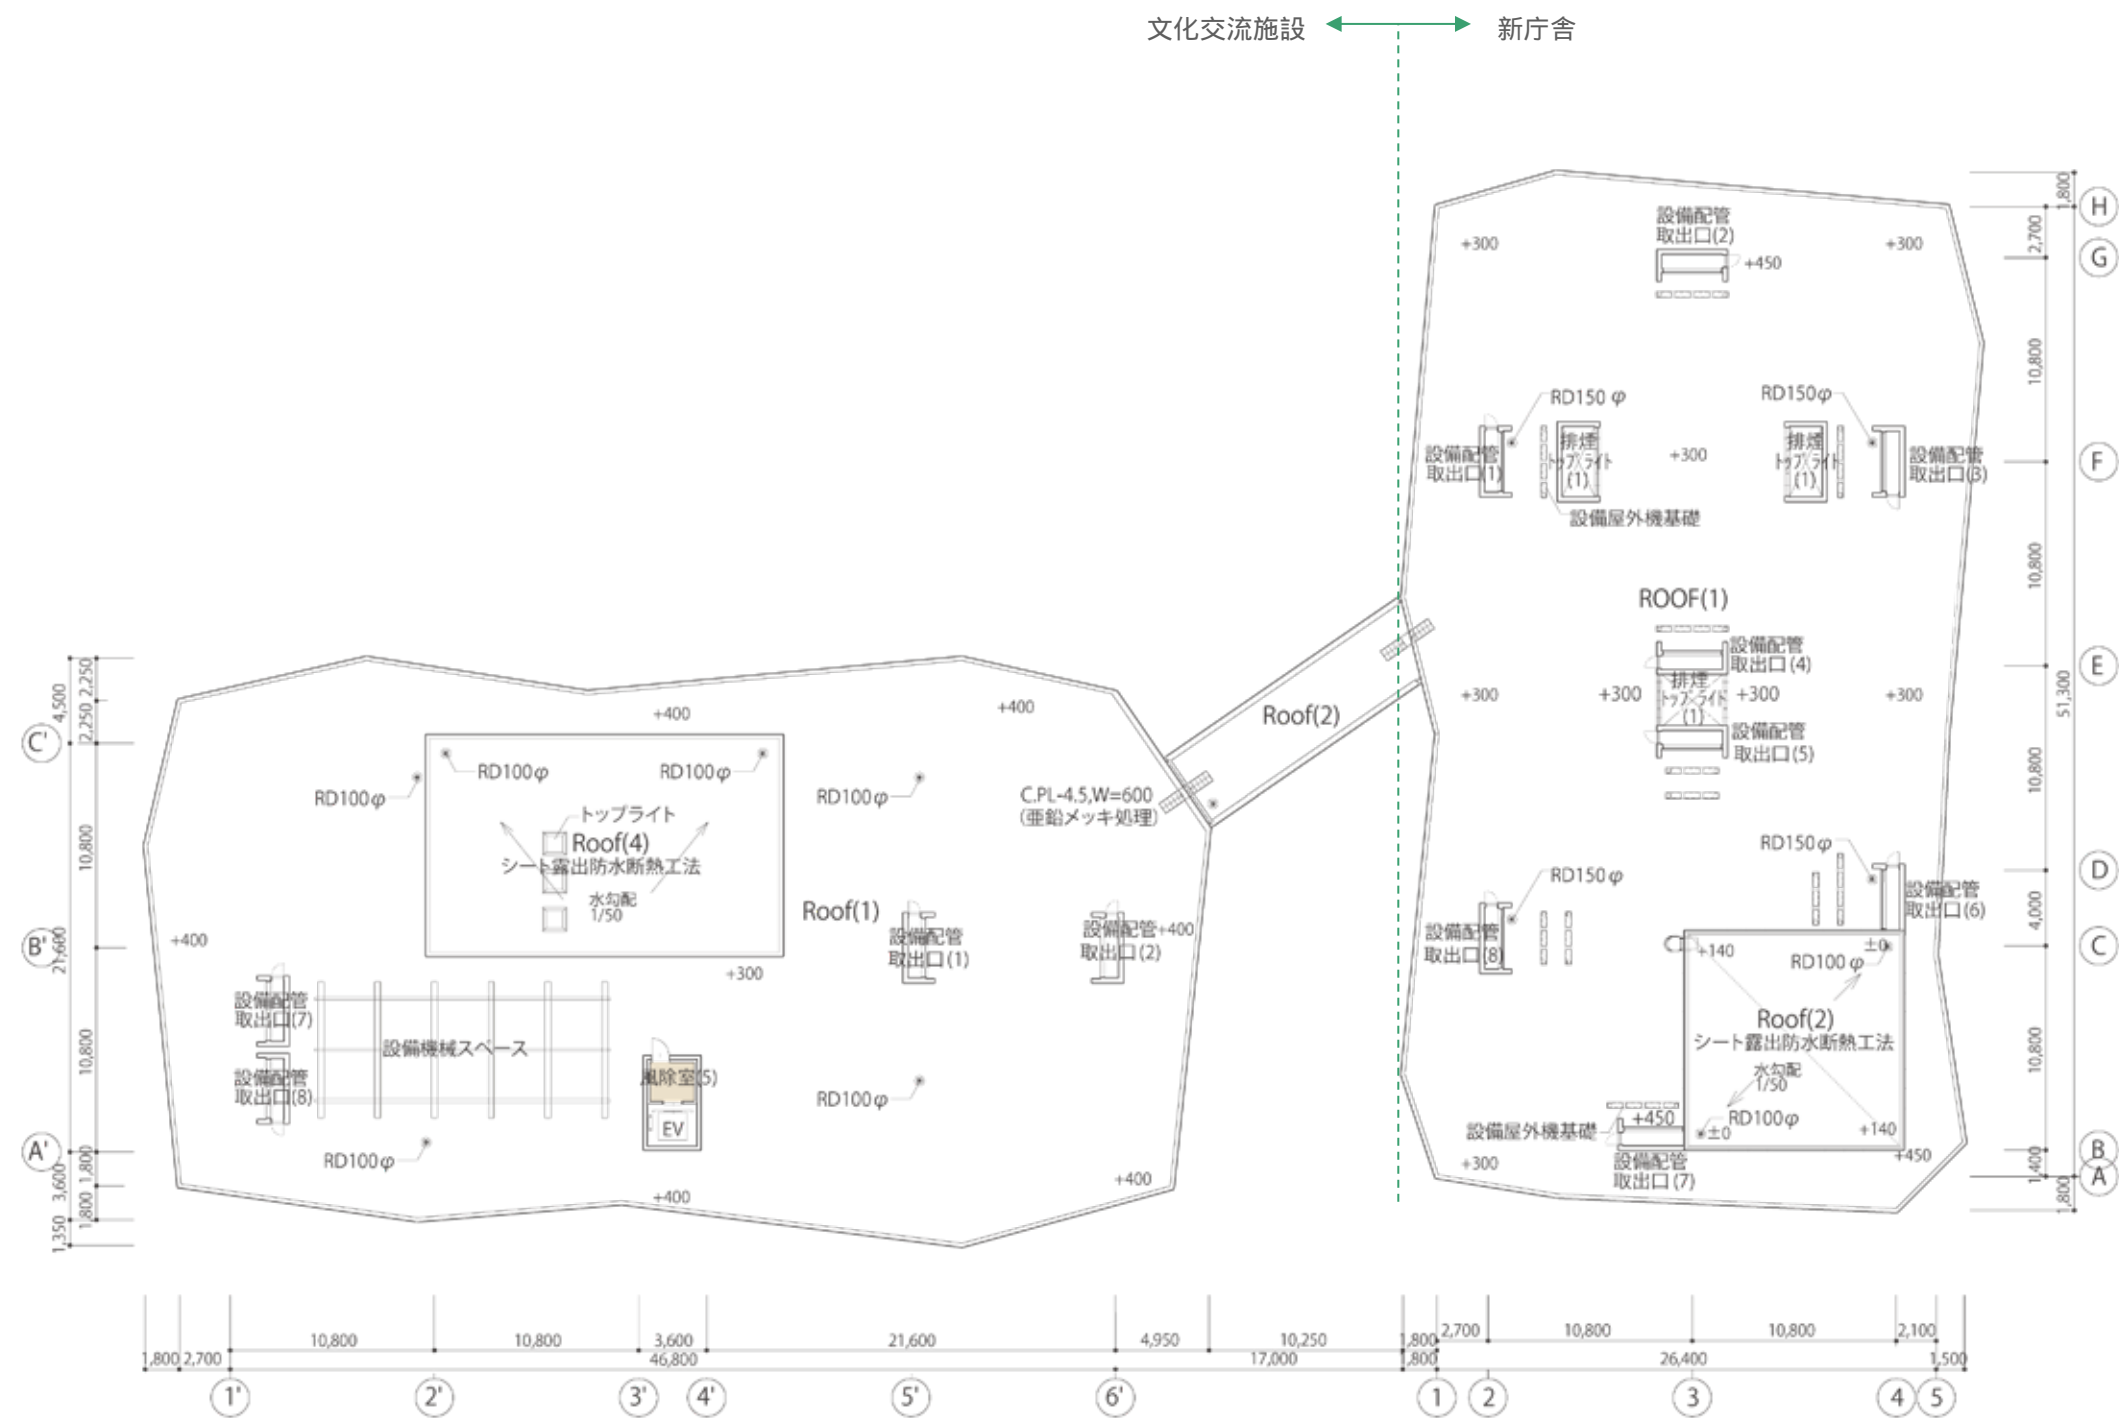 文化交流施設
新庁舎
1,800
H
設備配管
取出口(2)
+300
+300
2,700
G
+450
10,800
RD150 φ
RD150φ
排煙
トップライト
(1)
排煙
トップライト
(1)
設備配管
取出口(1)
+300
設備配管
取出口(3)
F
設備屋外機基礎
10,800
ROOF(1)
設備配管
取出口(4)
E
排煙
トップライト
(1)
+300
+300
+300
+300
51,300
設備配管
取出口(5)
10,800
Roof(2)
2,250
4,500
2,250
C'
+400
+400
RD100φ
RD100φ
RD100φ
RD100φ
C.PL-4.5,W=600
(亜鉛メッキ処理)
トップライト
Roof(4)
シート露出防水断熱工法
水勾配
1/50
10,800
RD150φ
RD150φ
D
設備配管
取出口(6)
4,000
Roof(1)
+400
B'
21,600
設備配管
取出口(1)
設備配管
取出口(2)
+400
設備配管
取出口(8)
+140
±0
RD100 φ
C
+300
設備配管
取出口(7)
設備機械スペース
設備配管
取出口(8)
10,800
風除室(5)
EV
RD100φ
Roof(2)
シート露出防水断熱工法
水勾配
1/50
10,800
RD100φ
±0
+140
+450
設備屋外機基礎
設備配管
取出口(7)
+450
+300
B
1,400
A
1,800
A'
RD100φ
1,800
3,600
1,800
1,350
+400
+400
10,800
10,800
3,600
21,600
4,950
10,250
1,800
2,700
10,800
10,800
2,100
1,800
2,700
46,800
17,000
1,800
26,400
1,500
1'
2'
3'
4'
5'
6'
1
2
3
4
5